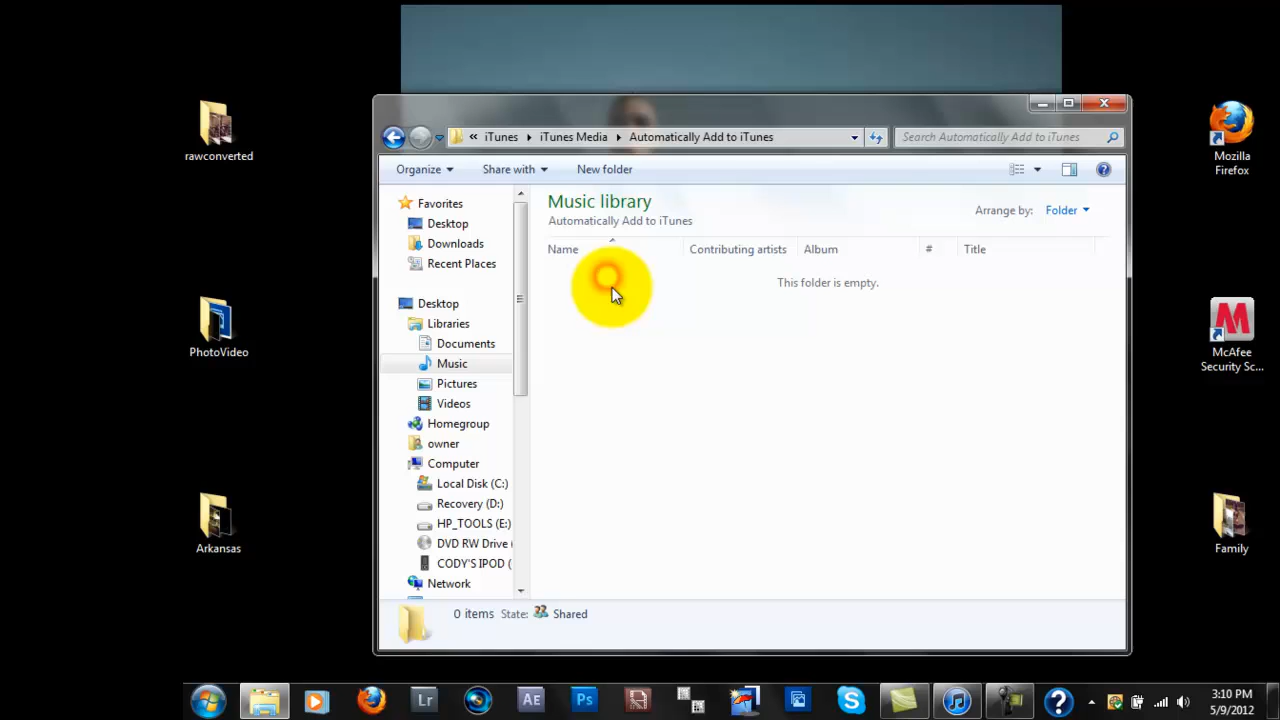 rawconverted
PhotoVideo
Arkansas
« iTunes ▸ iTunes Media ▸ Automatically Add to iTunes
Search Automatically Add to iTunes
Organize
Share with
New folder
Music library
Automatically Add to iTunes
Arrange by: Folder
Name
Contributing artists
Album
#
Title
This folder is empty.
Favorites
Desktop
Downloads
Recent Places
Desktop
Libraries
Documents
Music
Pictures
Videos
Homegroup
owner
Computer
Local Disk (C:)
Recovery (D:)
HP_TOOLS (E:)
DVD RW Drive (
CODY'S IPOD (
Network
0 items State: Shared
Mozilla
Firefox
McAfee
Security Sc...
Family
Lr
AE
Ps
3:10 PM
5/9/2012